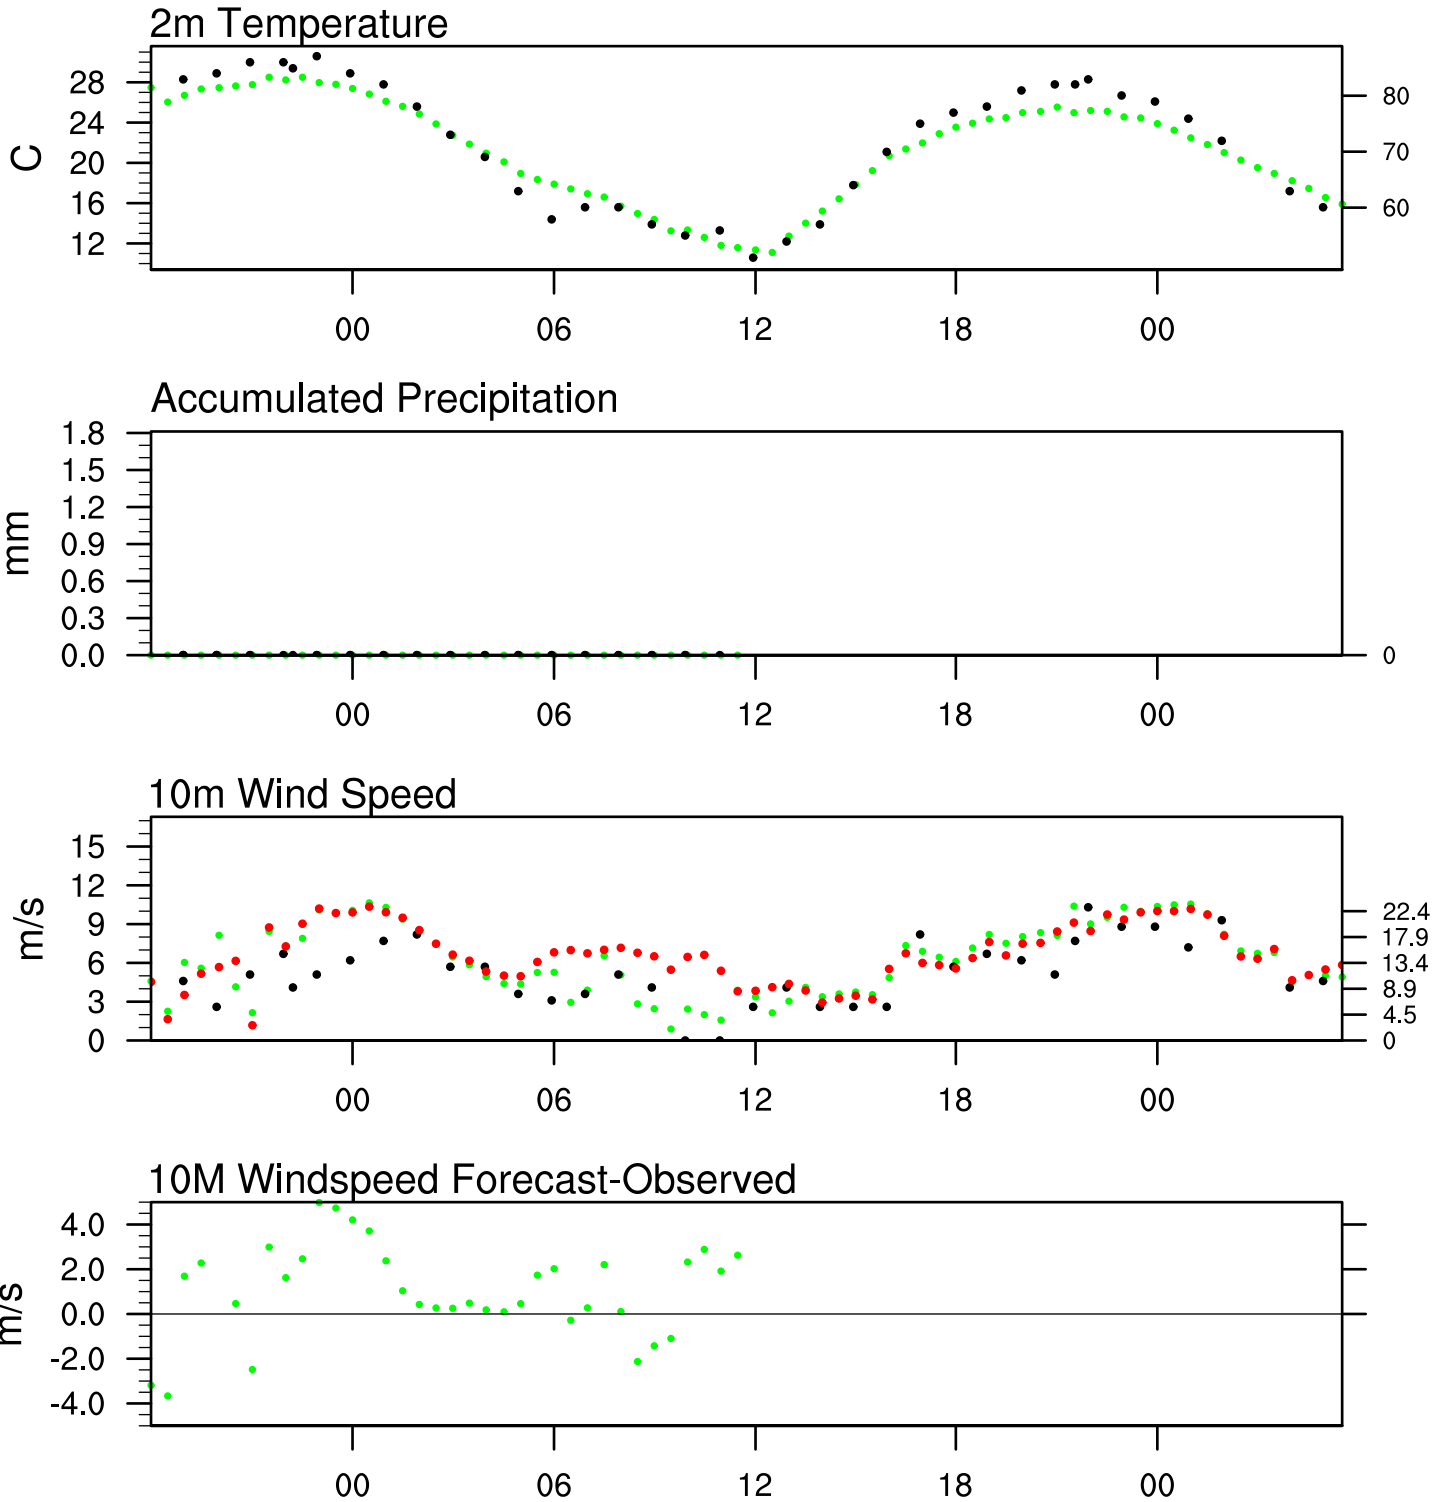 2m Temperature
28
24
20
16
12
C
80
70
60
00 06 12 18 00
Accumulated Precipitation
1.8
1.5
1.2
0.9
0.6
0.3
0.0
mm
0
00 06 12 18 00
10m Wind Speed
15
12
9
6
3
0
m/s
22.4
17.9
13.4
8.9
4.5
0
00 06 12 18 00
10M Windspeed Forecast-Observed
4.0
2.0
0.0
-2.0
-4.0
m/s
00 06 12 18 00